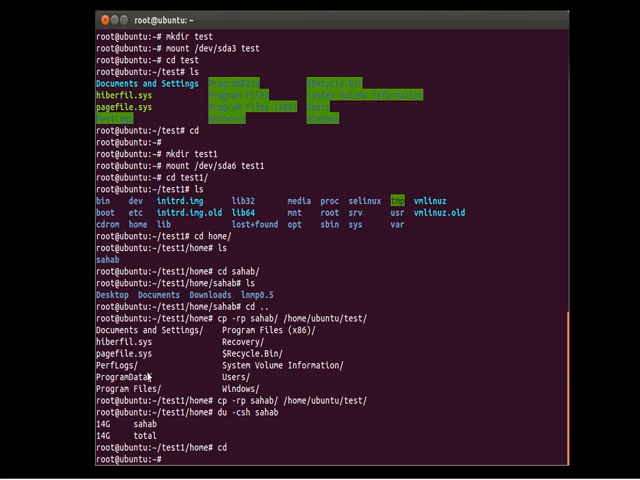 root@ubuntu: ~
root@ubuntu:~# mkdir test
root@ubuntu:~# mount /dev/sda3 test
root@ubuntu:~# cd test
root@ubuntu:~/test# ls
Documents and Settings ProgramData $Recycle.Bin
hiberfil.sys Program Files System Volume Information
pagefile.sys Program Files (x86) Users
PerfLogs Recovery Windows
root@ubuntu:~/test# cd
root@ubuntu:~#
root@ubuntu:~# mkdir test1
root@ubuntu:~# mount /dev/sda6 test1
root@ubuntu:~# cd test1/
root@ubuntu:~/test1# ls
bin dev initrd.img lib32 media proc selinux tmp vmlinuz
boot etc initrd.img.old lib64 mnt root srv usr vmlinuz.old
cdrom home lib lost+found opt sbin sys var
root@ubuntu:~/test1# cd home/
root@ubuntu:~/test1/home# ls
sahab
root@ubuntu:~/test1/home# cd sahab/
root@ubuntu:~/test1/home/sahab# ls
Desktop Documents Downloads lnmp0.5
root@ubuntu:~/test1/home/sahab# cd ..
root@ubuntu:~/test1/home# cp -rp sahab/ /home/ubuntu/test/
Documents and Settings/ Program Files (x86)/
hiberfil.sys Recovery/
pagefile.sys $Recycle.Bin/
PerfLogs/ System Volume Information/
ProgramData/ Users/
Program Files/ Windows/
root@ubuntu:~/test1/home# cp -rp sahab/ /home/ubuntu/test/
root@ubuntu:~/test1/home# du -csh sahab
14G sahab
14G total
root@ubuntu:~/test1/home# cd
root@ubuntu:~#